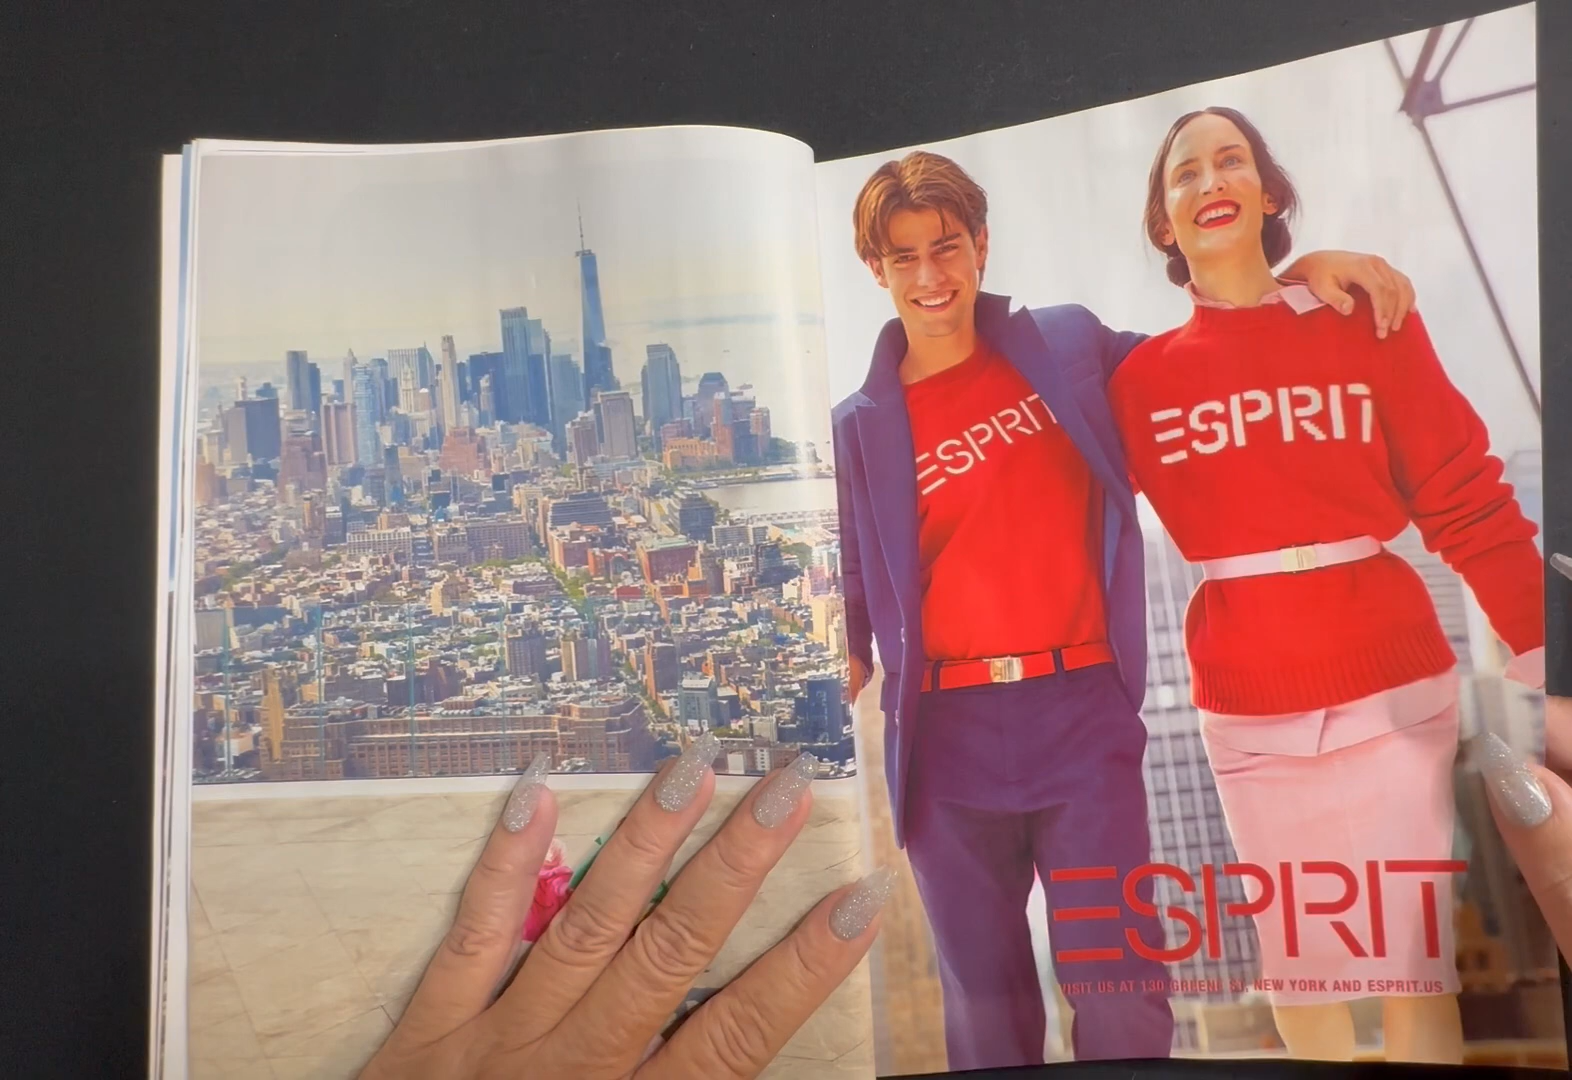 ESPRIT
ESPRIT
ESPRIT
VISIT US AT 130 GREENE ST, NEW YORK AND ESPRIT.US